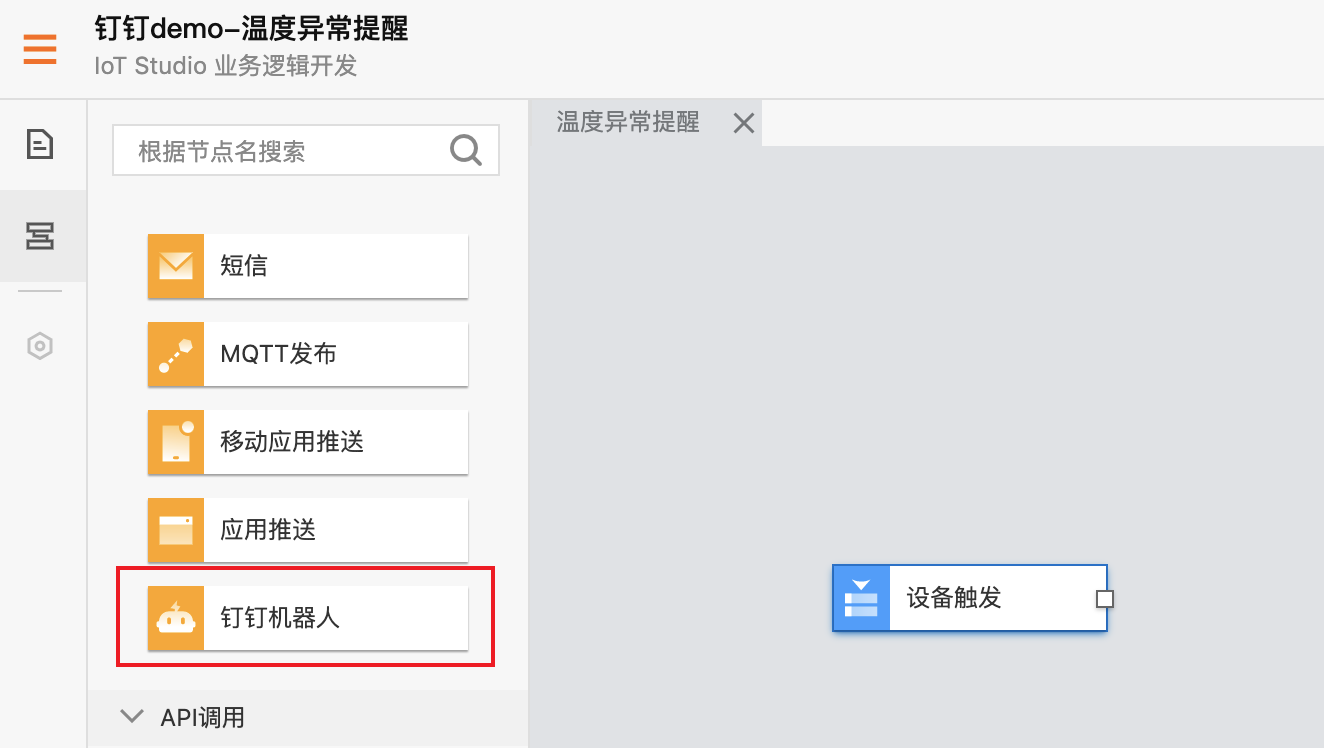 钉钉demo-温度异常提醒
IoT Studio 业务逻辑开发
根据节点名搜索
短信
MQTT发布
移动应用推送
应用推送
钉钉机器人
API调用
温度异常提醒
设备触发